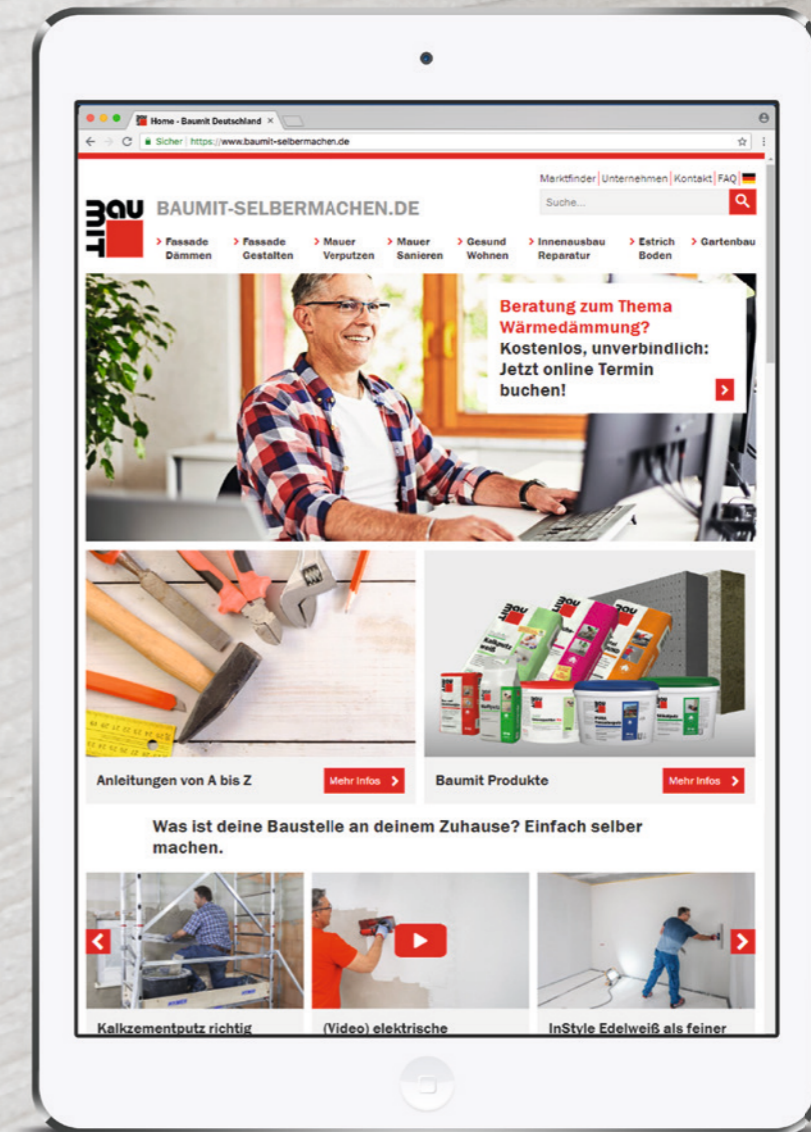 Home - Baumit Deutschland
Sicher
https://www.baumit-selbermachen.de
Marktfinder Unternehmen Kontakt FAQ
bau
mit
BAUMIT-SELBERMACHEN.DE
Suche...
Fassade Dämmen
Fassade Gestalten
Mauer Verputzen
Mauer Sanieren
Gesund Wohnen
Innenausbau Reparatur
Estrich Boden
Gartenbau
Beratung zum Thema
Wärmedämmung?
Kostenlos, unverbindlich:
Jetzt online Termin
buchen!
Kalkputz
weiß
Anleitungen von A bis Z
Mehr Infos
Baumit Produkte
Mehr Infos
Was ist deine Baustelle an deinem Zuhause? Einfach selber
machen.
Kalkzementputz richtig
(Video) elektrische
InStyle Edelweiß als feiner